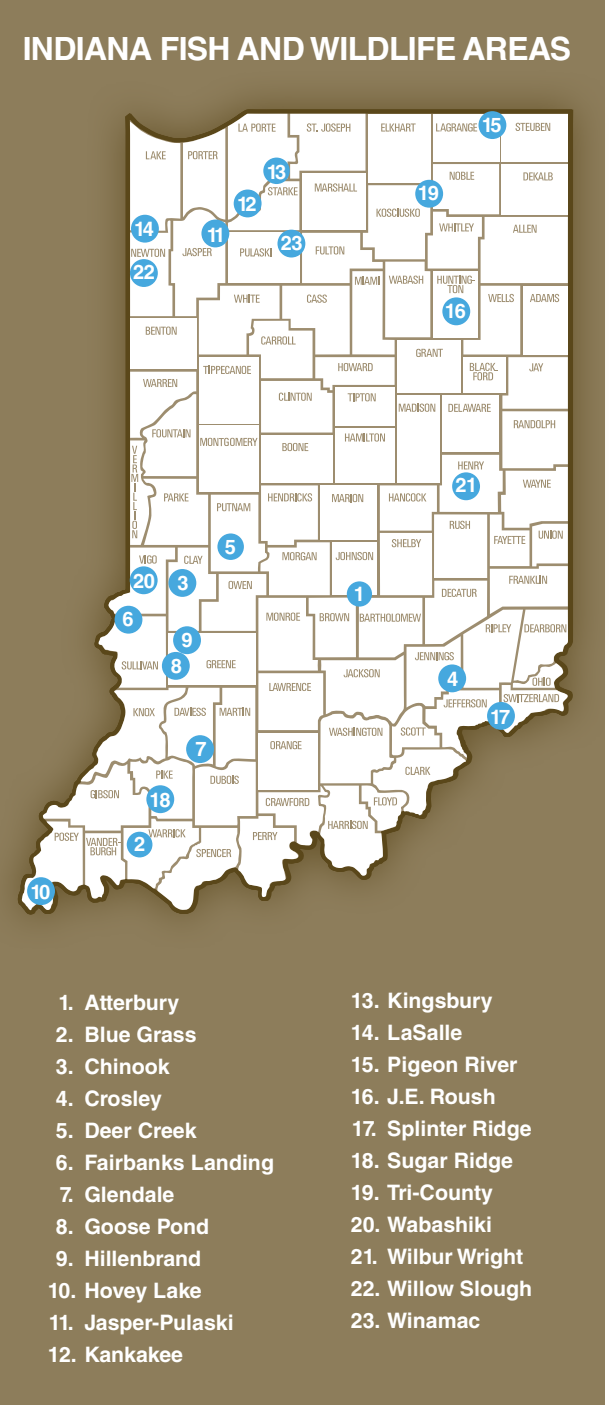 INDIANA FISH AND WILDLIFE AREAS
LA PORTE
ST. JOSEPH
ELKHART
LAGRANGE
15
STEUBEN
LAKE
PORTER
13
STARKE
MARSHALL
NOBLE
DEKALB
12
19
KOSCIUSKO
14
11
WHITLEY
ALLEN
NEWTON
JASPER
PULASKI
23
FULTON
22
MIAMI
WABASH
HUNTING-
TON
16
WHITE
CASS
WELLS
ADAMS
BENTON
CARROLL
GRANT
TIPPECANOE
HOWARD
BLACK-
FORD
JAY
WARREN
CLINTON
TIPTON
MADISON
DELAWARE
RANDOLPH
FOUNTAIN
MONTGOMERY
BOONE
HAMILTON
VERMILLION
HENRY
21
WAYNE
PARKE
PUTNAM
HENDRICKS
MARION
HANCOCK
RUSH
FAYETTE
UNION
5
VIGO
CLAY
MORGAN
JOHNSON
SHELBY
20
3
OWEN
FRANKLIN
1
DECATUR
6
MONROE
BROWN
BARTHOLOMEW
RIPLEY
DEARBORN
9
SULLIVAN
8
GREENE
JENNINGS
JACKSON
4
OHIO
LAWRENCE
SWITZERLAND
JEFFERSON
17
KNOX
DAVIESS
MARTIN
WASHINGTON
SCOTT
7
ORANGE
PIKE
DUBOIS
CLARK
GIBSON
18
CRAWFORD
FLOYD
HARRISON
POSEY
VANDER-
BURGH
2
WARRICK
PERRY
SPENCER
10
1. Atterbury
2. Blue Grass
3. Chinook
4. Crosley
5. Deer Creek
6. Fairbanks Landing
7. Glendale
8. Goose Pond
9. Hillenbrand
10. Hovey Lake
11. Jasper-Pulaski
12. Kankakee
13. Kingsbury
14. LaSalle
15. Pigeon River
16. J.E. Roush
17. Splinter Ridge
18. Sugar Ridge
19. Tri-County
20. Wabashiki
21. Wilbur Wright
22. Willow Slough
23. Winamac